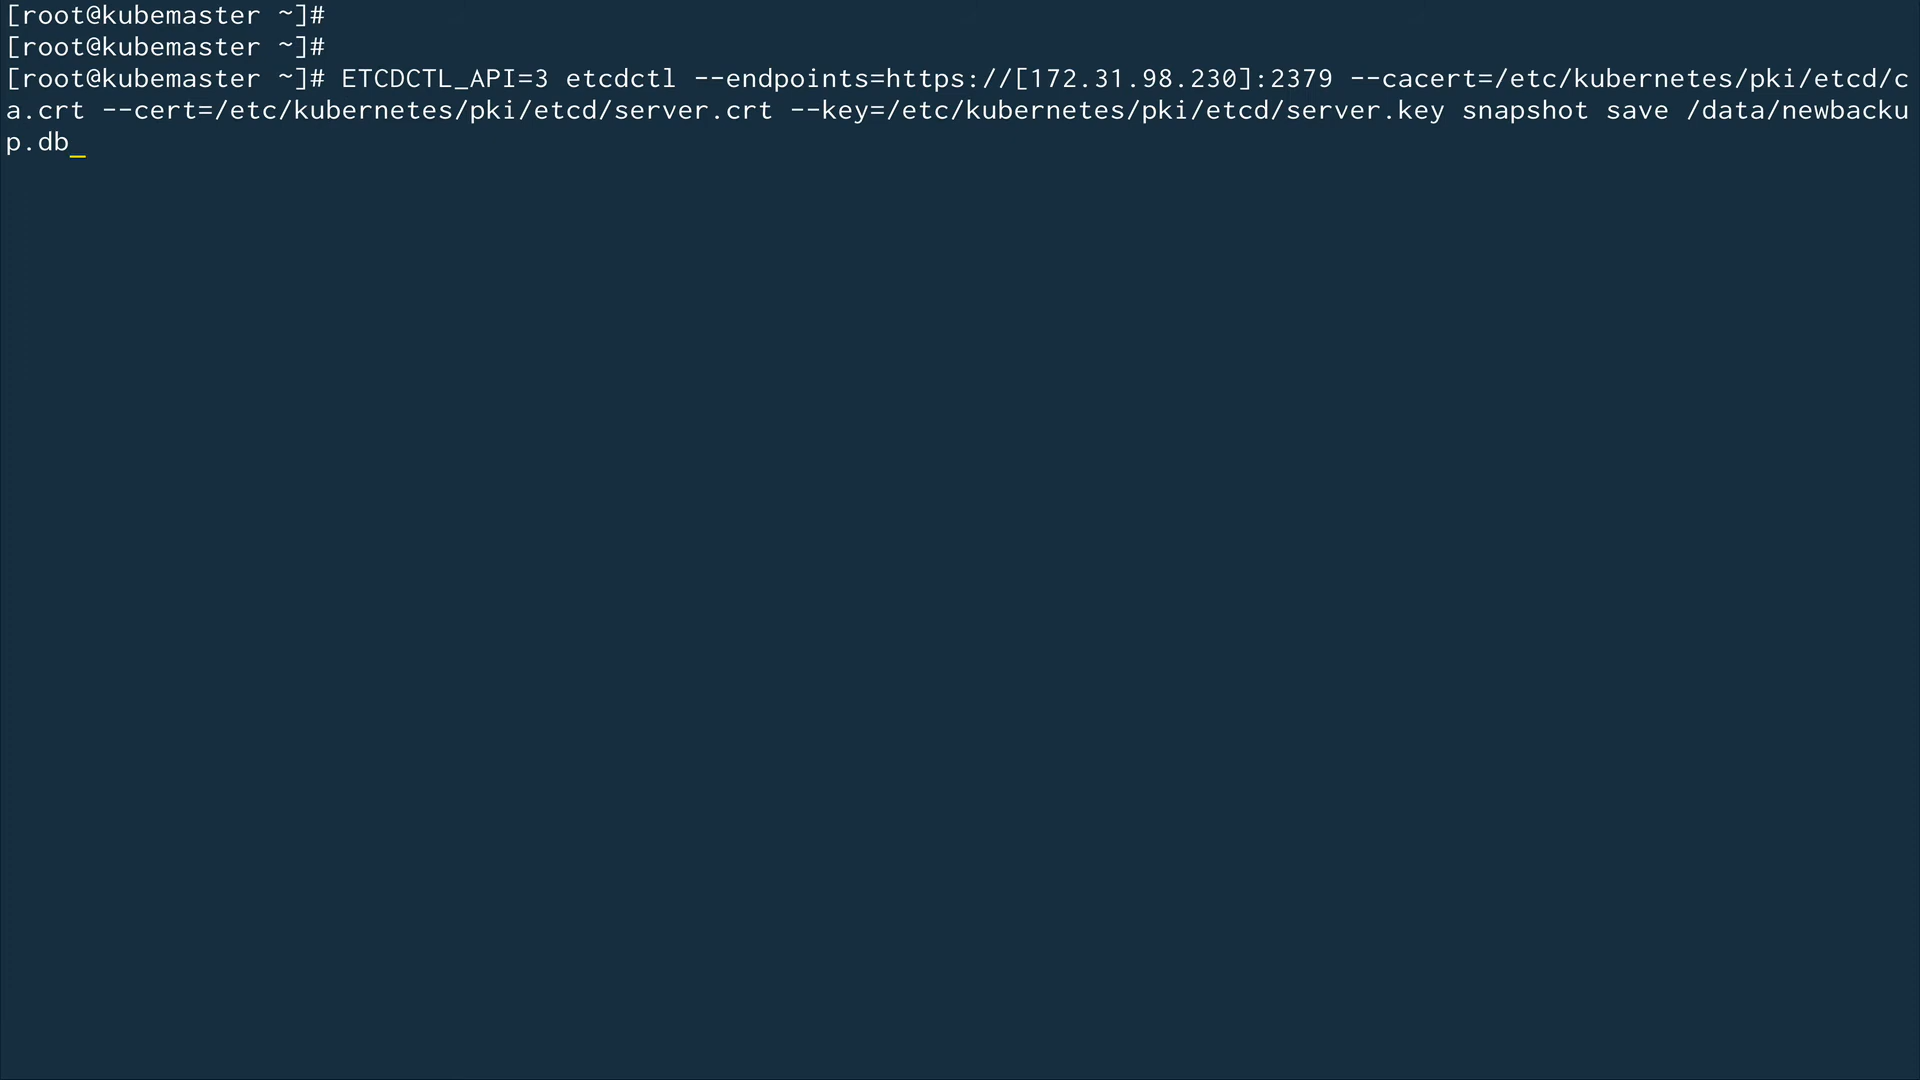 [root@kubemaster ~]#
[root@kubemaster ~]#
[root@kubemaster ~]# ETCDCTL_API=3 etcdctl --endpoints=https://[172.31.98.230]:2379 --cacert=/etc/kubernetes/pki/etcd/c
a.crt --cert=/etc/kubernetes/pki/etcd/server.crt --key=/etc/kubernetes/pki/etcd/server.key snapshot save /data/newbacku
p.db_